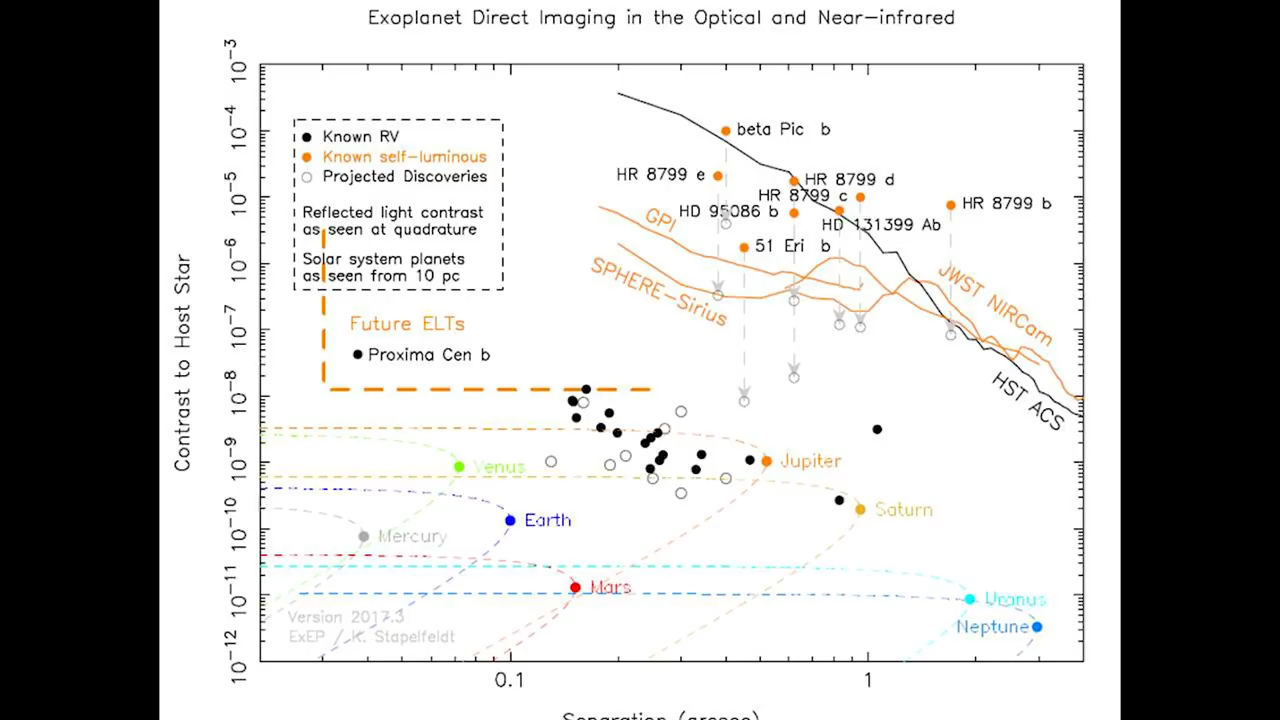 Exoplanet Direct Imaging in the Optical and Near-infrared
10⁻³
10⁻⁴
10⁻⁵
10⁻⁶
10⁻⁷
10⁻⁸
10⁻⁹
10⁻¹⁰
10⁻¹¹
10⁻¹²
Contrast to Host Star
Known RV
Known self-luminous
Projected Discoveries
Reflected light contrast
as seen at quadrature
Solar system planets
as seen from 10 pc
beta Pic b
HR 8799 e
HR 8799 d
HR 8799 c
HD 95086 b
HD 131399 Ab
HR 8799 b
51 Eri b
GPI
SPHERE-Sirius
JWST NIRCam
HST ACS
Future ELTs
Proxima Cen b
Venus
Jupiter
Saturn
Earth
Mercury
Mars
Uranus
Neptune
Version 2017.3
ExEP / K. Stapelfeldt
0.1
1
Separation (arcsec)